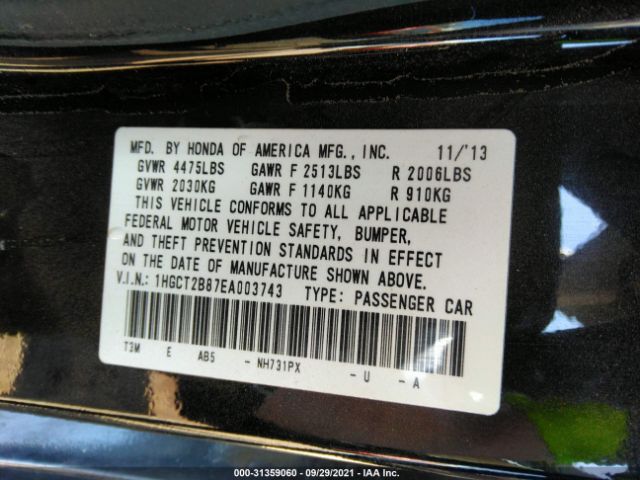 MFD. BY HONDA OF AMERICA MFG., INC. 11/'13
GVWR 4475LBS GAWR F 2513LBS R 2006LBS
GVWR 2030KG GAWR F 1140KG R 910KG
THIS VEHICLE CONFORMS TO ALL APPLICABLE
FEDERAL MOTOR VEHICLE SAFETY, BUMPER,
AND THEFT PREVENTION STANDARDS IN EFFECT
ON THE DATE OF MANUFACTURE SHOWN ABOVE.
V.I.N.: 1HGCT2B87EA003743 TYPE: PASSENGER CAR
T3M E AB5 - NH731PX - U - A
000-31359060 - 09/29/2021 - IAA Inc.